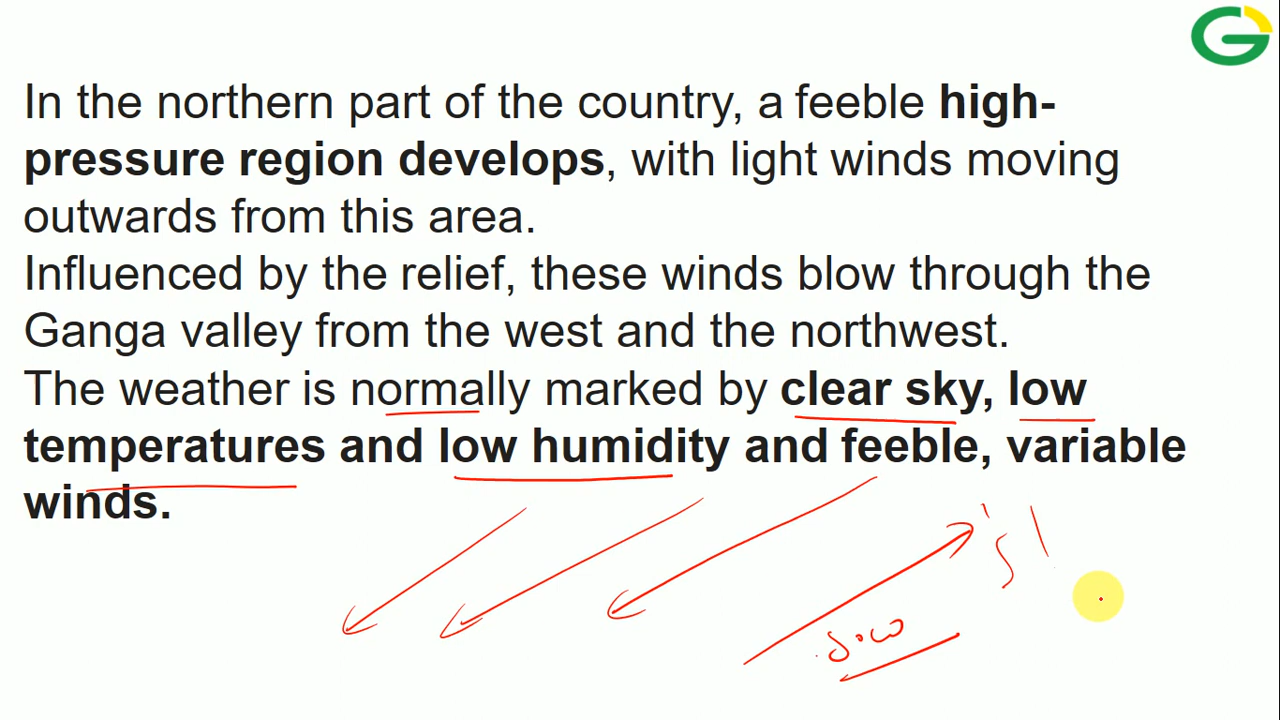 In the northern part of the country, a feeble high-
pressure region develops, with light winds moving
outwards from this area.
Influenced by the relief, these winds blow through the
Ganga valley from the west and the northwest.
The weather is normally marked by clear sky, low
temperatures and low humidity and feeble, variable
winds.